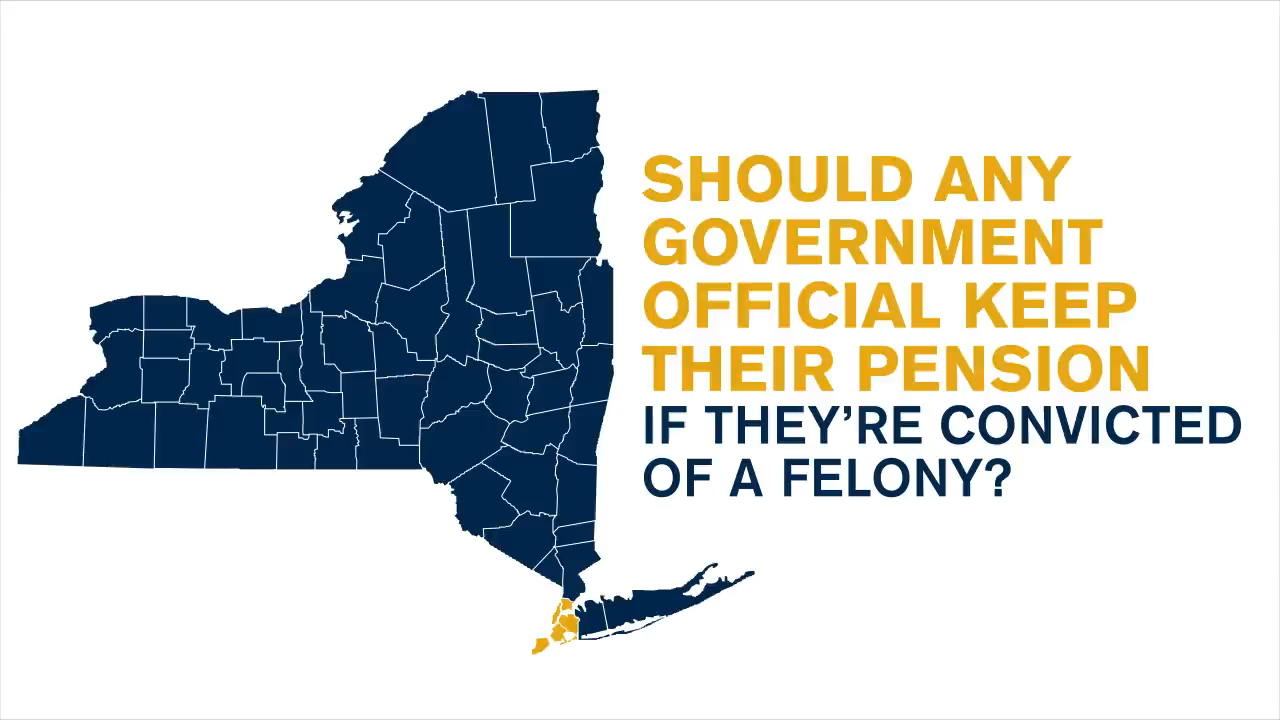 SHOULD ANY
GOVERNMENT
OFFICIAL KEEP
THEIR PENSION
IF THEY’RE CONVICTED
OF A FELONY?